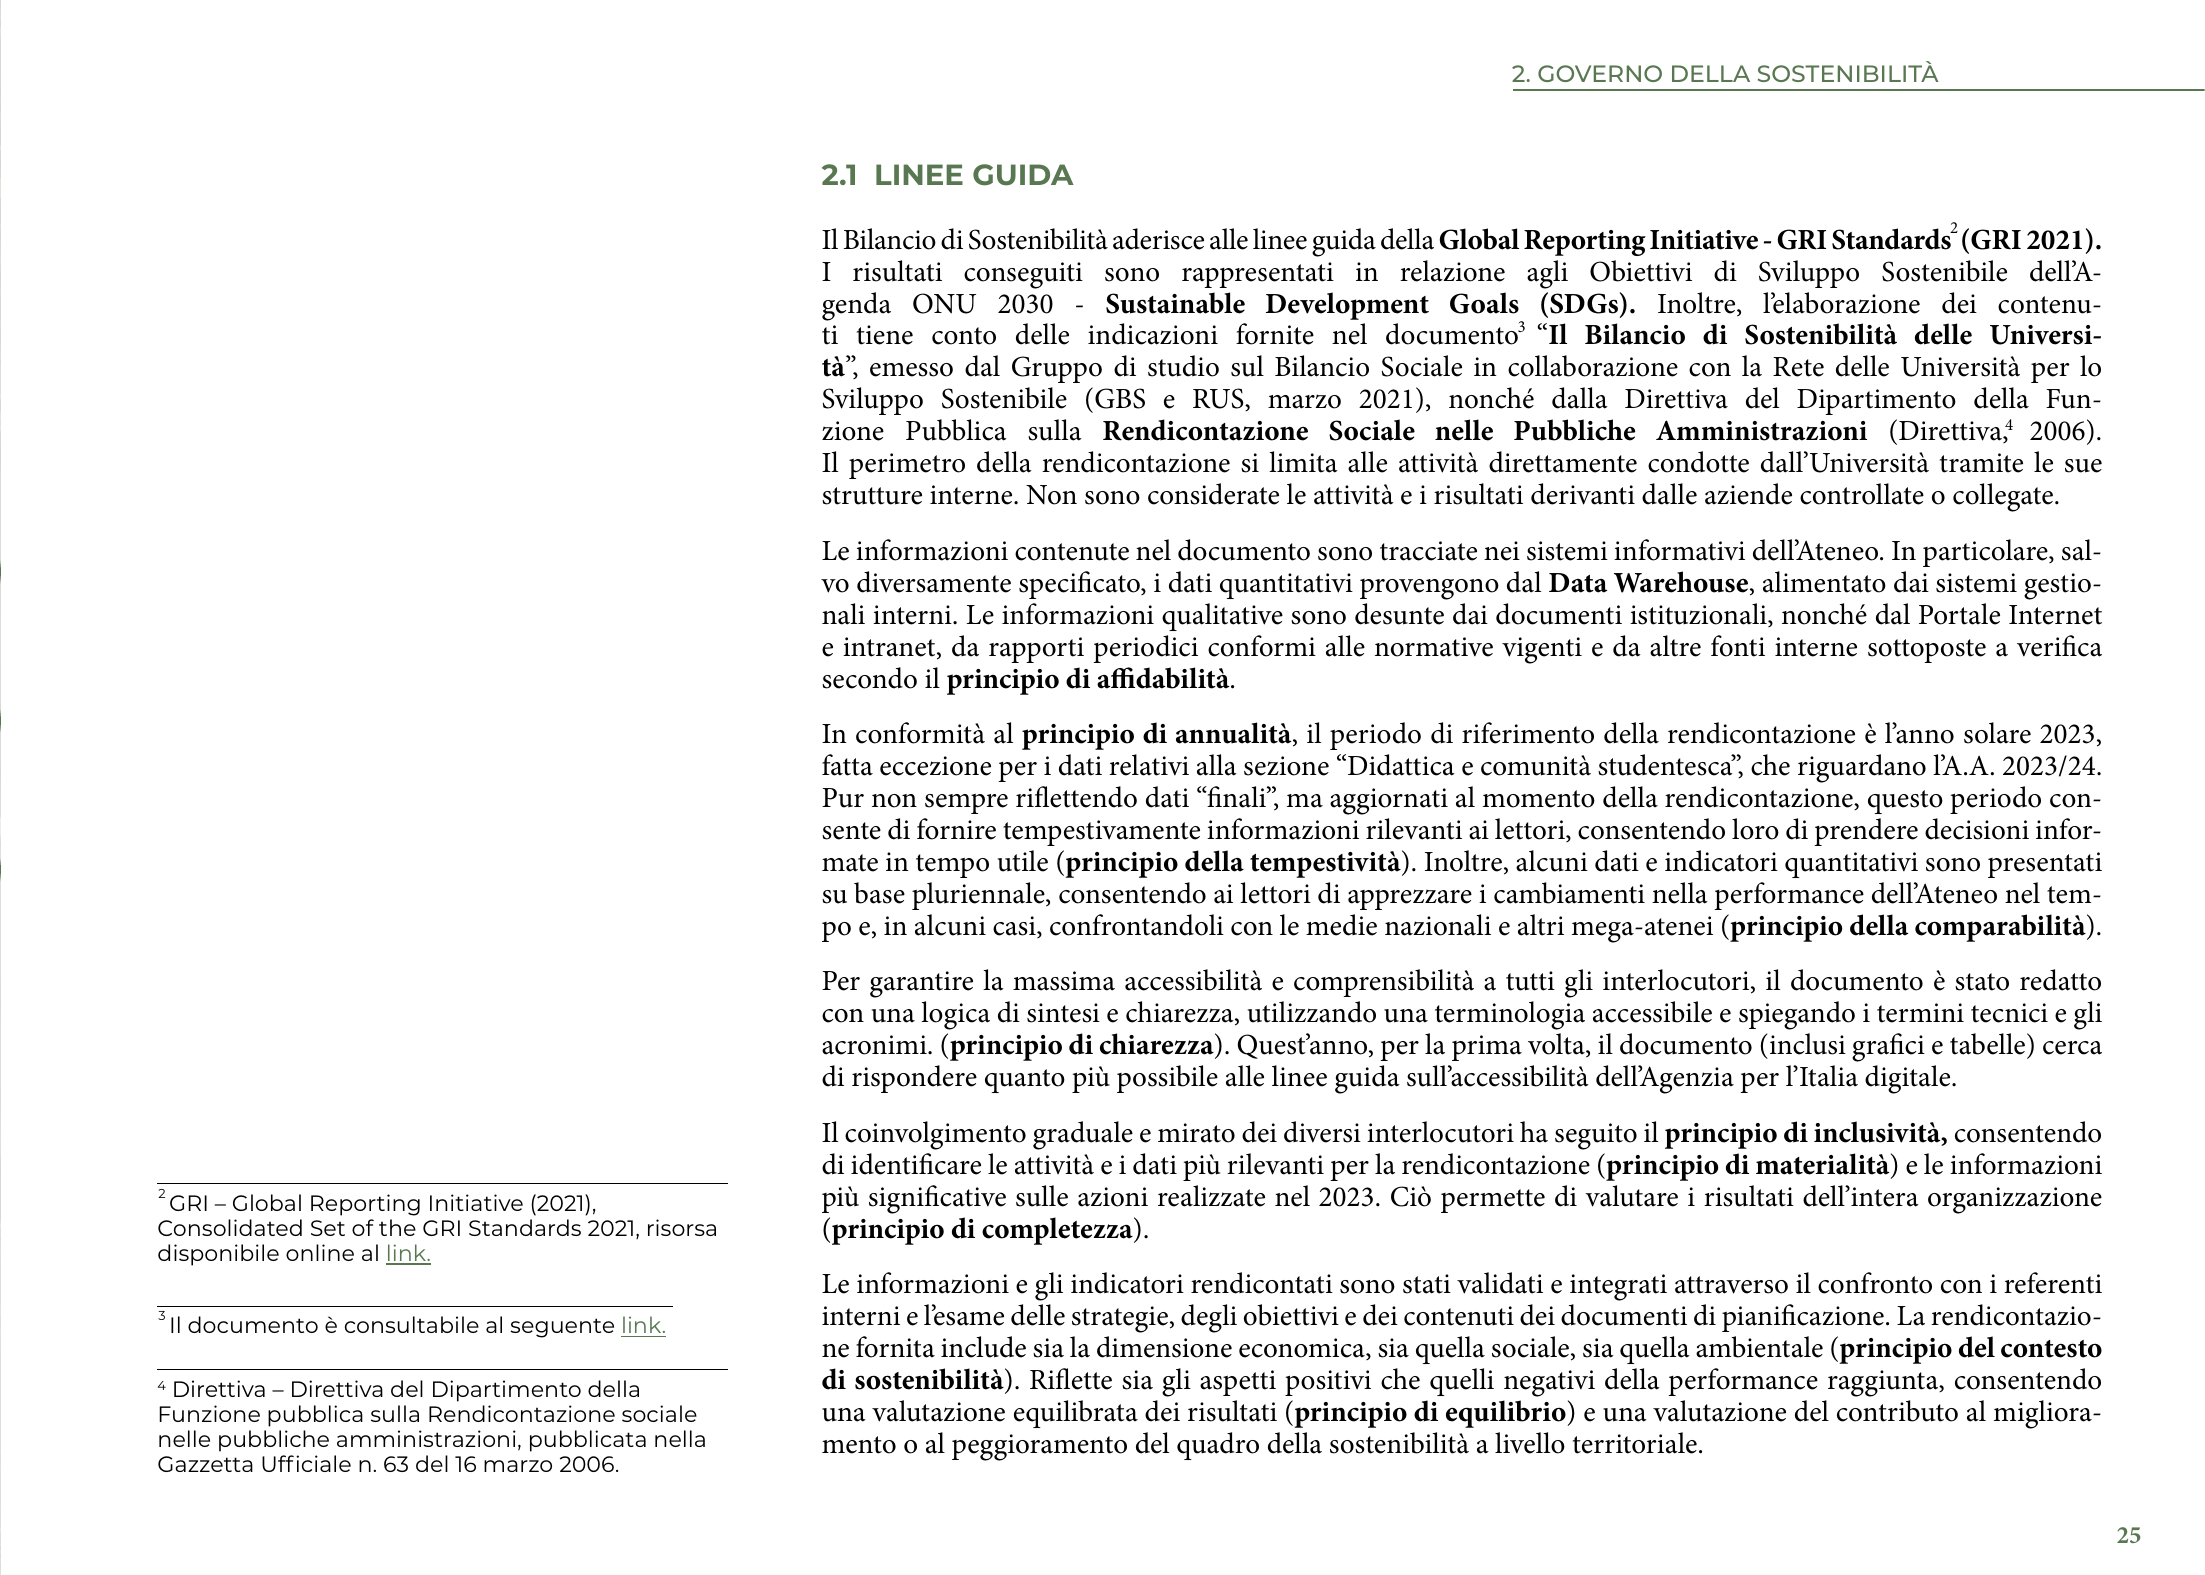 2. GOVERNO DELLA SOSTENIBILITÀ
2.1 LINEE GUIDA
Il Bilancio di Sostenibilità aderisce alle linee guida della Global Reporting Initiative - GRI Standards2 (GRI 2021).
I risultati conseguiti sono rappresentati in relazione agli Obiettivi di Sviluppo Sostenibile dell’A-
genda ONU 2030 - Sustainable Development Goals (SDGs). Inoltre, l’elaborazione dei contenu-
ti tiene conto delle indicazioni fornite nel documento3 “Il Bilancio di Sostenibilità delle Universi-
tà”, emesso dal Gruppo di studio sul Bilancio Sociale in collaborazione con la Rete delle Università per lo
Sviluppo Sostenibile (GBS e RUS, marzo 2021), nonché dalla Direttiva del Dipartimento della Fun-
zione Pubblica sulla Rendicontazione Sociale nelle Pubbliche Amministrazioni (Direttiva,4 2006).
Il perimetro della rendicontazione si limita alle attività direttamente condotte dall’Università tramite le sue
strutture interne. Non sono considerate le attività e i risultati derivanti dalle aziende controllate o collegate.
Le informazioni contenute nel documento sono tracciate nei sistemi informativi dell’Ateneo. In particolare, sal-
vo diversamente specificato, i dati quantitativi provengono dal Data Warehouse, alimentato dai sistemi gestio-
nali interni. Le informazioni qualitative sono desunte dai documenti istituzionali, nonché dal Portale Internet
e intranet, da rapporti periodici conformi alle normative vigenti e da altre fonti interne sottoposte a verifica
secondo il principio di affidabilità.
In conformità al principio di annualità, il periodo di riferimento della rendicontazione è l’anno solare 2023,
fatta eccezione per i dati relativi alla sezione “Didattica e comunità studentesca”, che riguardano l’A.A. 2023/24.
Pur non sempre riflettendo dati “finali”, ma aggiornati al momento della rendicontazione, questo periodo con-
sente di fornire tempestivamente informazioni rilevanti ai lettori, consentendo loro di prendere decisioni infor-
mate in tempo utile (principio della tempestività). Inoltre, alcuni dati e indicatori quantitativi sono presentati
su base pluriennale, consentendo ai lettori di apprezzare i cambiamenti nella performance dell’Ateneo nel tem-
po e, in alcuni casi, confrontandoli con le medie nazionali e altri mega-atenei (principio della comparabilità).
Per garantire la massima accessibilità e comprensibilità a tutti gli interlocutori, il documento è stato redatto
con una logica di sintesi e chiarezza, utilizzando una terminologia accessibile e spiegando i termini tecnici e gli
acronimi. (principio di chiarezza). Quest’anno, per la prima volta, il documento (inclusi grafici e tabelle) cerca
di rispondere quanto più possibile alle linee guida sull’accessibilità dell’Agenzia per l’Italia digitale.
Il coinvolgimento graduale e mirato dei diversi interlocutori ha seguito il principio di inclusività, consentendo
di identificare le attività e i dati più rilevanti per la rendicontazione (principio di materialità) e le informazioni
più significative sulle azioni realizzate nel 2023. Ciò permette di valutare i risultati dell’intera organizzazione
(principio di completezza).
Le informazioni e gli indicatori rendicontati sono stati validati e integrati attraverso il confronto con i referenti
interni e l’esame delle strategie, degli obiettivi e dei contenuti dei documenti di pianificazione. La rendicontazio-
ne fornita include sia la dimensione economica, sia quella sociale, sia quella ambientale (principio del contesto
di sostenibilità). Riflette sia gli aspetti positivi che quelli negativi della performance raggiunta, consentendo
una valutazione equilibrata dei risultati (principio di equilibrio) e una valutazione del contributo al migliora-
mento o al peggioramento del quadro della sostenibilità a livello territoriale.
2 GRI – Global Reporting Initiative (2021),
Consolidated Set of the GRI Standards 2021, risorsa
disponibile online al link.
3 Il documento è consultabile al seguente link.
4 Direttiva – Direttiva del Dipartimento della
Funzione pubblica sulla Rendicontazione sociale
nelle pubbliche amministrazioni, pubblicata nella
Gazzetta Ufficiale n. 63 del 16 marzo 2006.
25